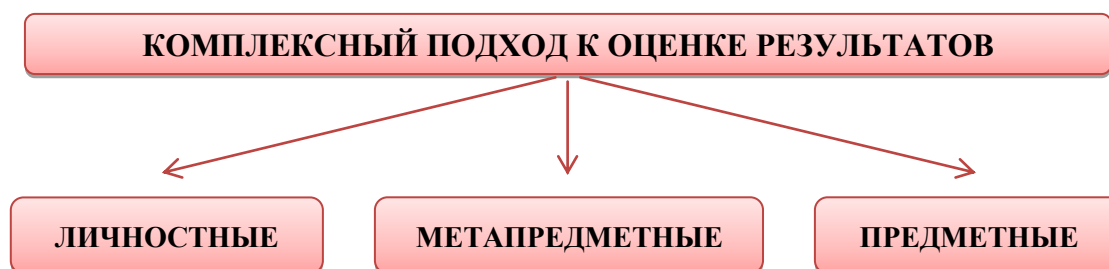 КОМПЛЕКСНЫЙ ПОДХОД К ОЦЕНКЕ РЕЗУЛЬТАТОВ
ЛИЧНОСТНЫЕ
МЕТАПРЕДМЕТНЫЕ
ПРЕДМЕТНЫЕ